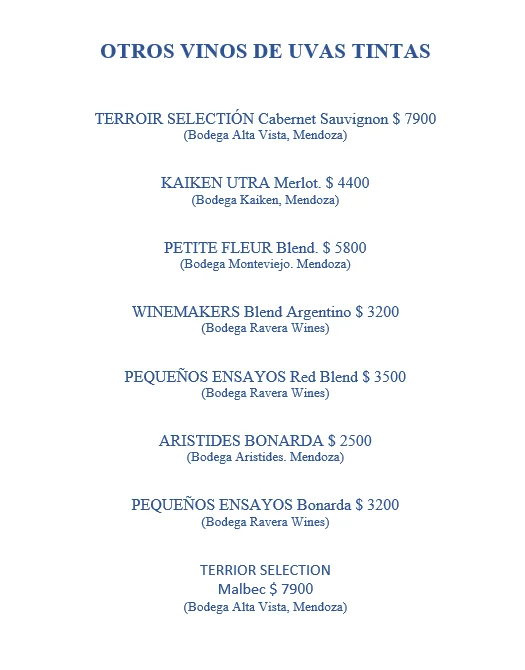 OTROS VINOS DE UVAS TINTAS
TERROIR SELECTIÓN Cabernet Sauvignon $ 7900
(Bodega Alta Vista, Mendoza)
KAIKEN UTRA Merlot. $ 4400
(Bodega Kaiken, Mendoza)
PETITE FLEUR Blend. $ 5800
(Bodega Monteviejo. Mendoza)
WINEMAKERS Blend Argentino $ 3200
(Bodega Ravera Wines)
PEQUEÑOS ENSAYOS Red Blend $ 3500
(Bodega Ravera Wines)
ARISTIDES BONARDA $ 2500
(Bodega Aristides. Mendoza)
PEQUEÑOS ENSAYOS Bonarda $ 3200
(Bodega Ravera Wines)
TERRIOR SELECTION
Malbec $ 7900
(Bodega Alta Vista, Mendoza)